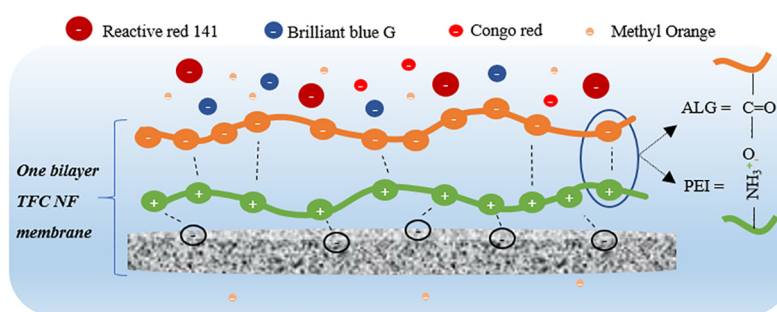 Reactive red 141
Brilliant blue G
Congo red
Methyl Orange
One bilayer
TFC NF
membrane
ALG = C=O
O
PEI = NH3+